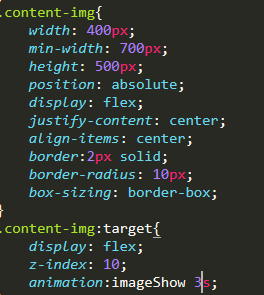 .content-img{
width: 400px;
min-width: 700px;
height: 500px;
position: absolute;
display: flex;
justify-content: center;
align-items: center;
border:2px solid;
border-radius: 10px;
box-sizing: border-box;
}
.content-img:target{
display: flex;
z-index: 10;
animation:imageShow 3s;